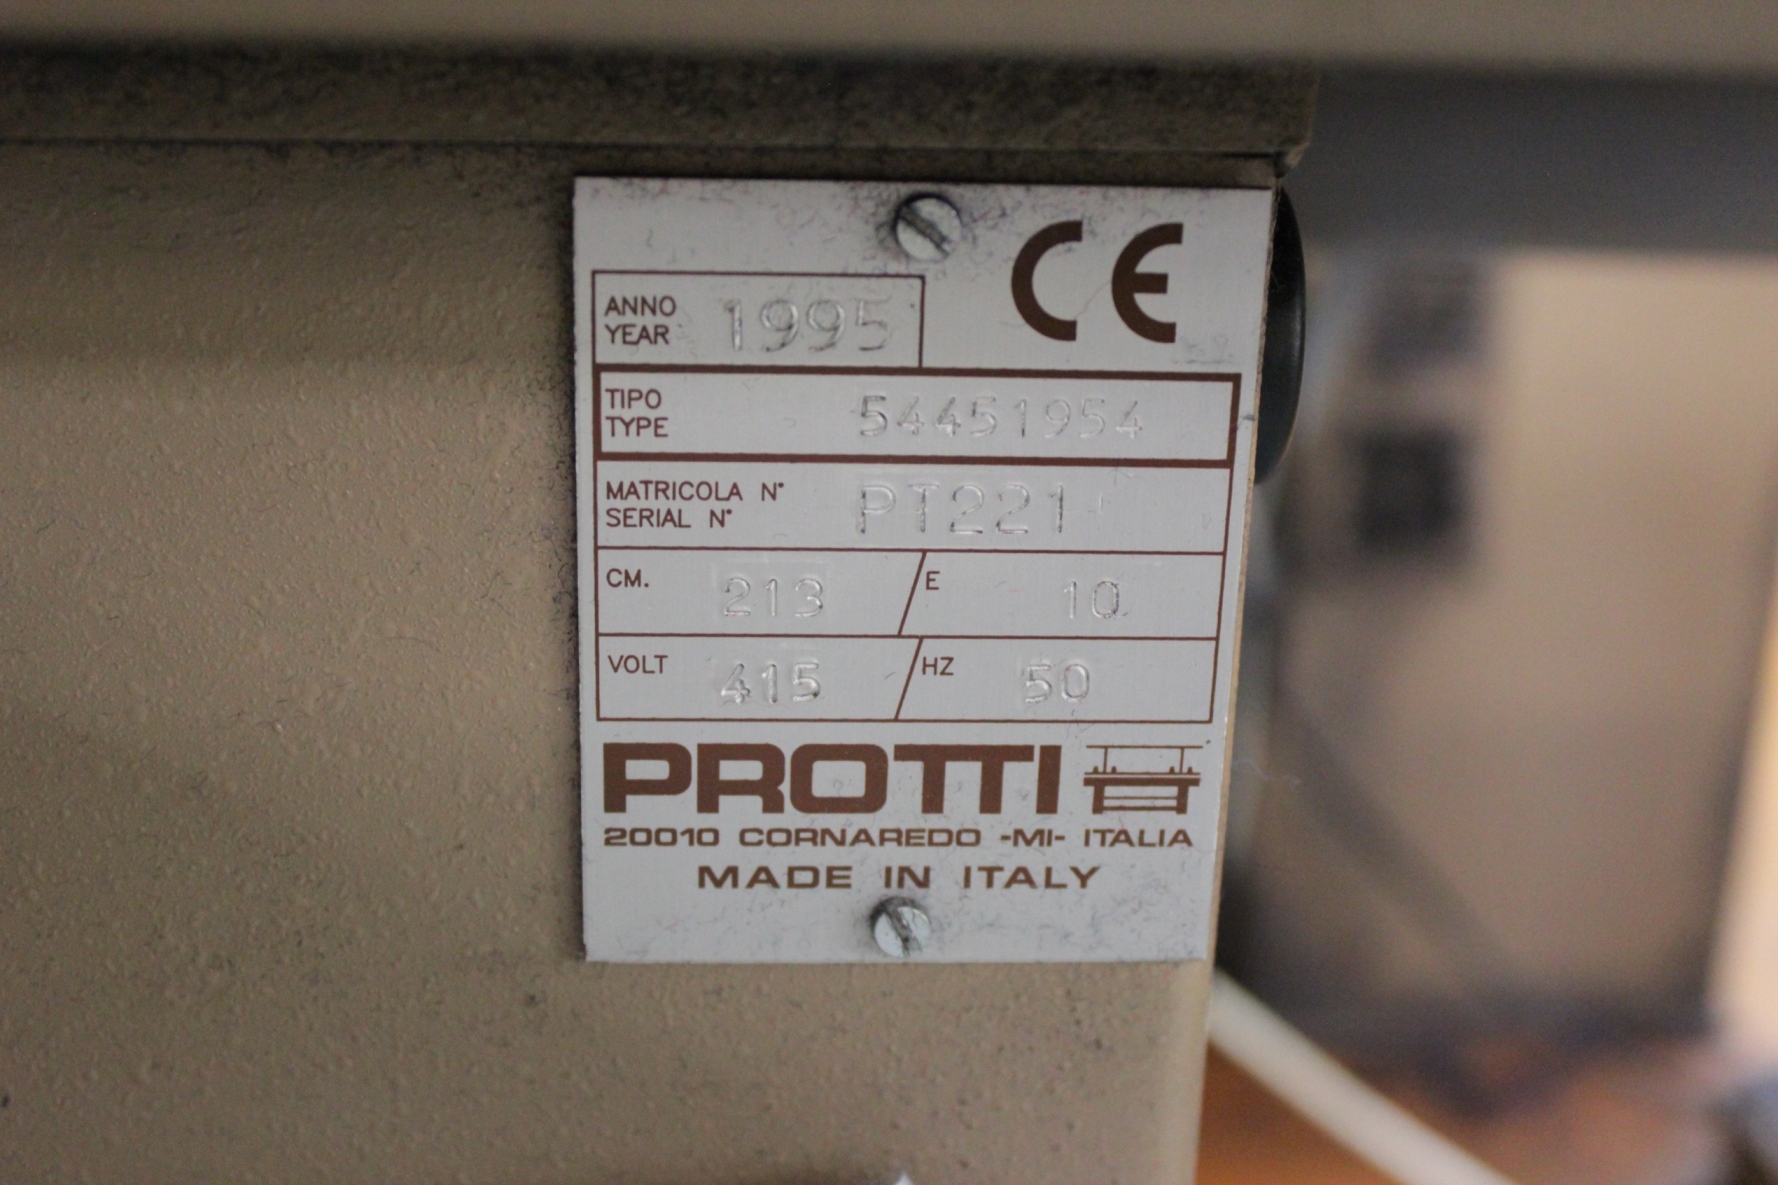 CE
ANNO
YEAR 1995
TIPO
TYPE 54451954
MATRICOLA N°
SERIAL N° PT221
CM. 213 E 10
VOLT 415 HZ 50
PROTTI
20010 CORNAREDO -MI- ITALIA
MADE IN ITALY